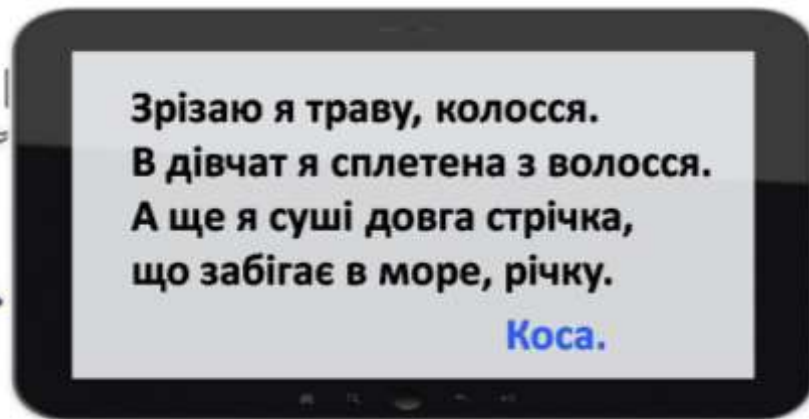 Зрізаю я траву, колосся.
В дівчат я сплетена з волосся.
А ще я суші довга стрічка,
що забігає в море, річку.
Коса.